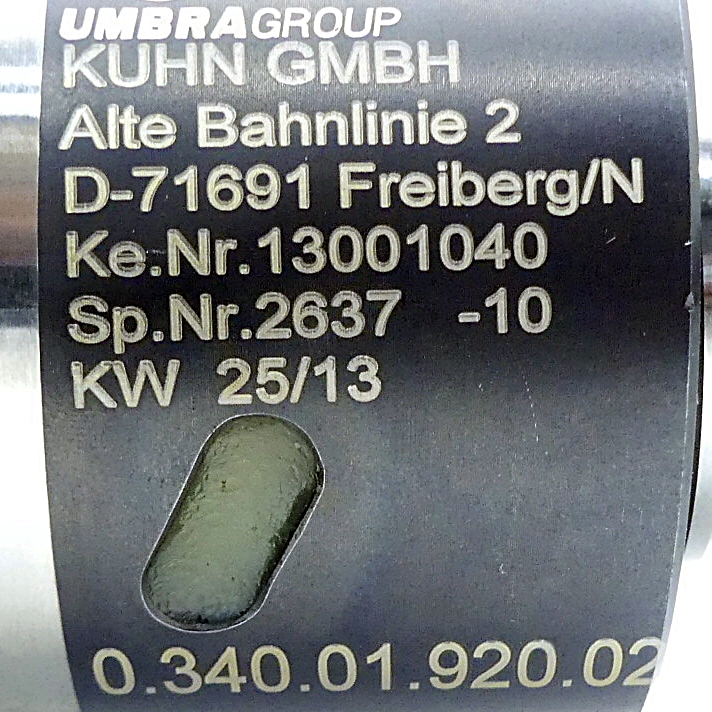 UMBRAGROUP
KUHN GMBH
Alte Bahnlinie 2
D-71691 Freiberg/N
Ke.Nr.13001040
Sp.Nr.2637 -10
KW 25/13
0.340.01.920.02